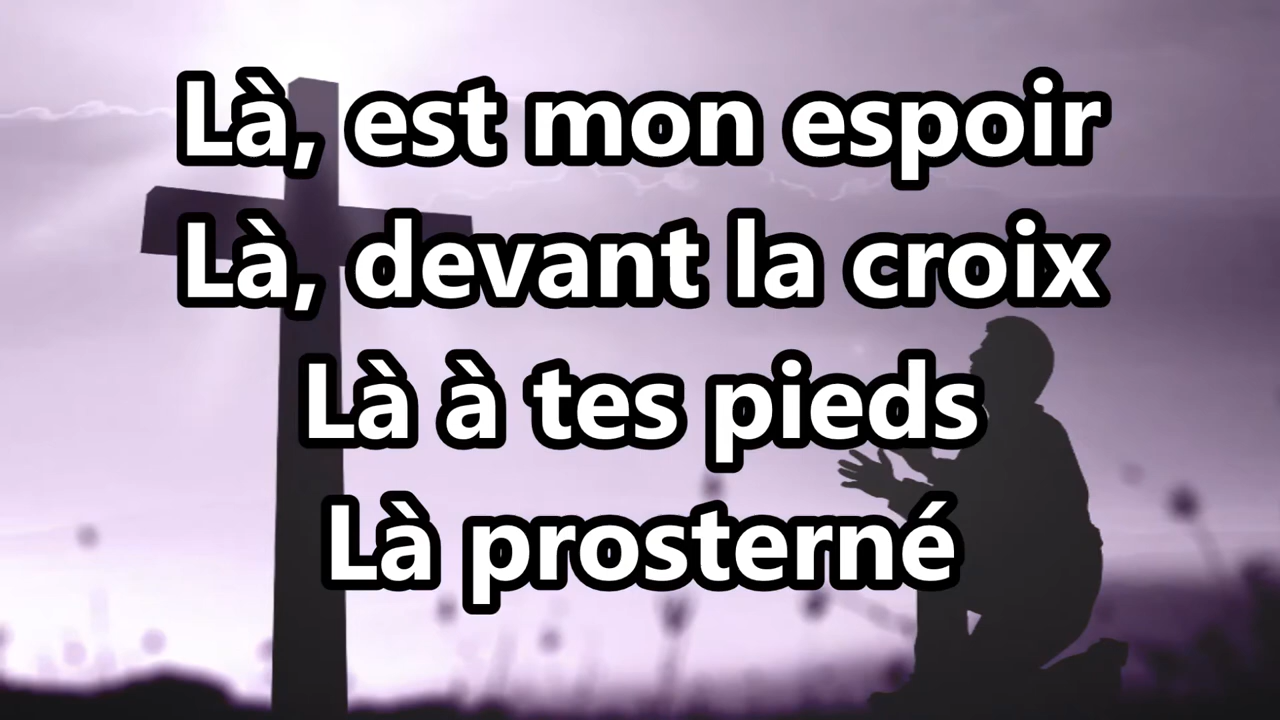 Là, est mon espoir
Là, devant la croix
Là à tes pieds
Là prosterné